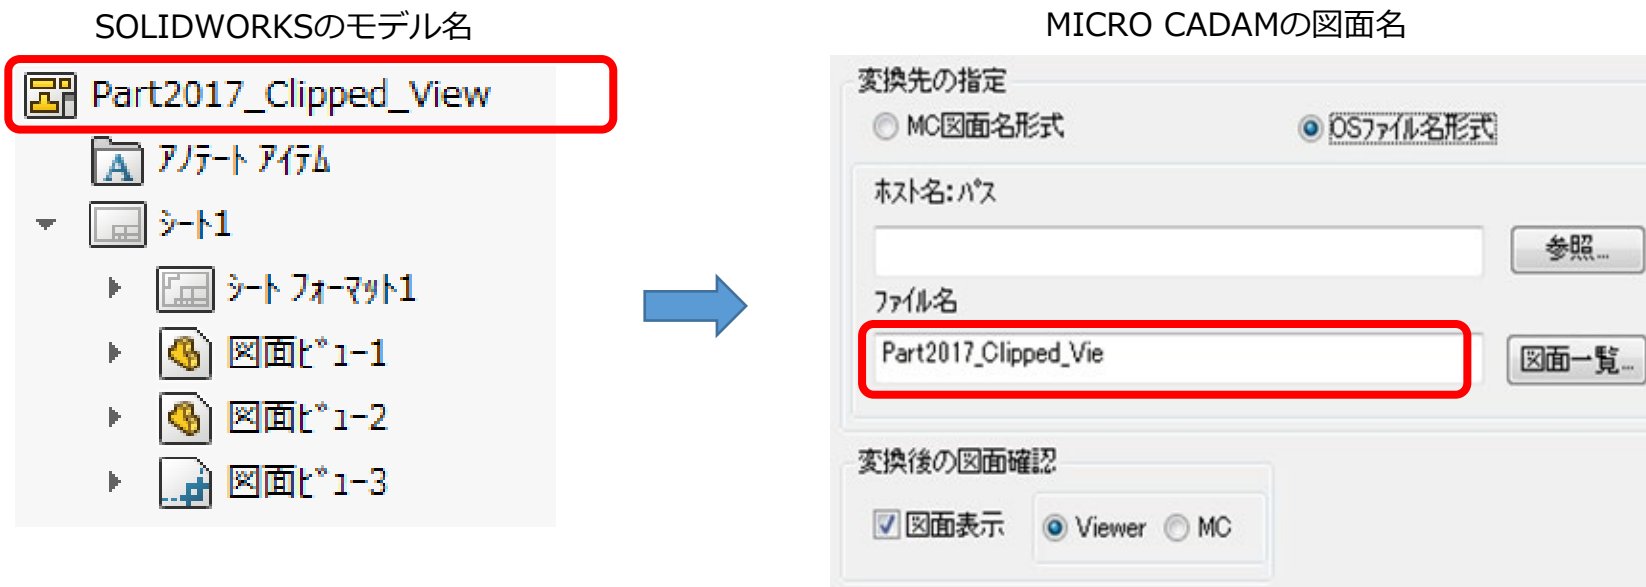 SOLIDWORKSのモデル名
Part2017_Clipped_View
アノテート アイテム
シート1
シート フォーマット1
図面ビュー1
図面ビュー2
図面ビュー3
MICRO CADAMの図面名
変換先の指定
MC図面名形式
OSファイル名形式
ホスト名:パス
参照...
ファイル名
Part2017_Clipped_Vie
図面一覧...
変換後の図面確認
図面表示
Viewer
MC